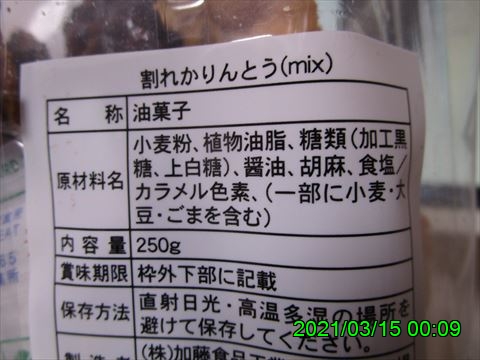 割れかりんとう(mix)
名 称 油菓子
原材料名 小麦粉、植物油脂、糖類(加工黒
糖、上白糖)、醤油、胡麻、食塩/
カラメル色素、(一部に小麦・大
豆・ごまを含む)
内 容 量 250g
賞味期限 枠外下部に記載
保存方法 直射日光・高温多湿の場所を
避けて保存してください。
(株)加藤食品工業
2021/03/15 00:09